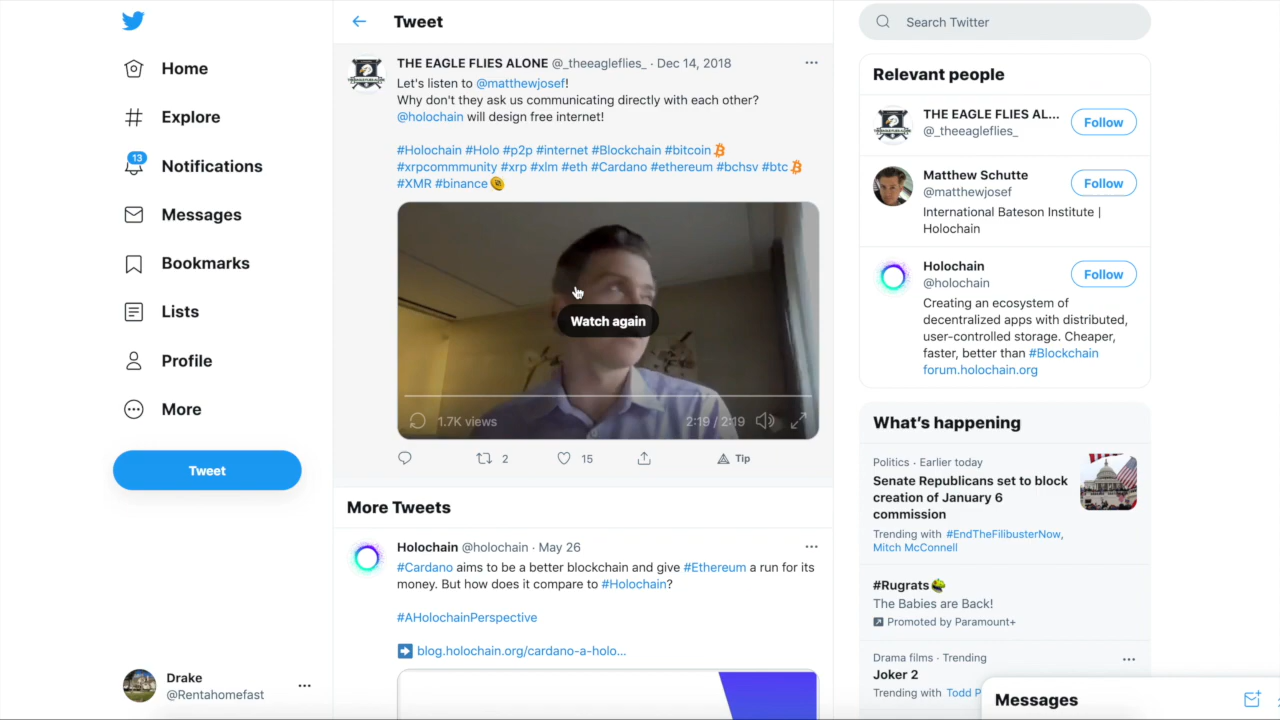 Home
Explore
13
Notifications
Messages
Bookmarks
Lists
Profile
More
Tweet
Drake
@Rentahomefast
Tweet
THE EAGLE FLIES ALONE @_theeagleflies_ · Dec 14, 2018
Let's listen to @matthewjosef!
Why don't they ask us communicating directly with each other?
@holochain will design free internet!
#Holochain #Holo #p2p #internet #Blockchain #bitcoin
#xrpcommmunity #xrp #xlm #eth #Cardano #ethereum #bchsv #btc
#XMR #binance
Watch again
1.7K views
2:19 / 2:19
2
15
Tip
More Tweets
Holochain @holochain · May 26
#Cardano aims to be a better blockchain and give #Ethereum a run for its
money. But how does it compare to #Holochain?
#AHolochainPerspective
blog.holochain.org/cardano-a-holo...
Search Twitter
Relevant people
THE EAGLE FLIES AL...
@_theeagleflies_
Follow
Matthew Schutte
@matthewjosef
Follow
International Bateson Institute |
Holochain
Holochain
@holochain
Follow
Creating an ecosystem of
decentralized apps with distributed,
user-controlled storage. Cheaper,
faster, better than #Blockchain
forum.holochain.org
What's happening
Politics · Earlier today
Senate Republicans set to block
creation of January 6
commission
Trending with #EndTheFilibusterNow,
Mitch McConnell
#Rugrats
The Babies are Back!
Promoted by Paramount+
Drama films · Trending
Joker 2
Trending with Todd P
Messages